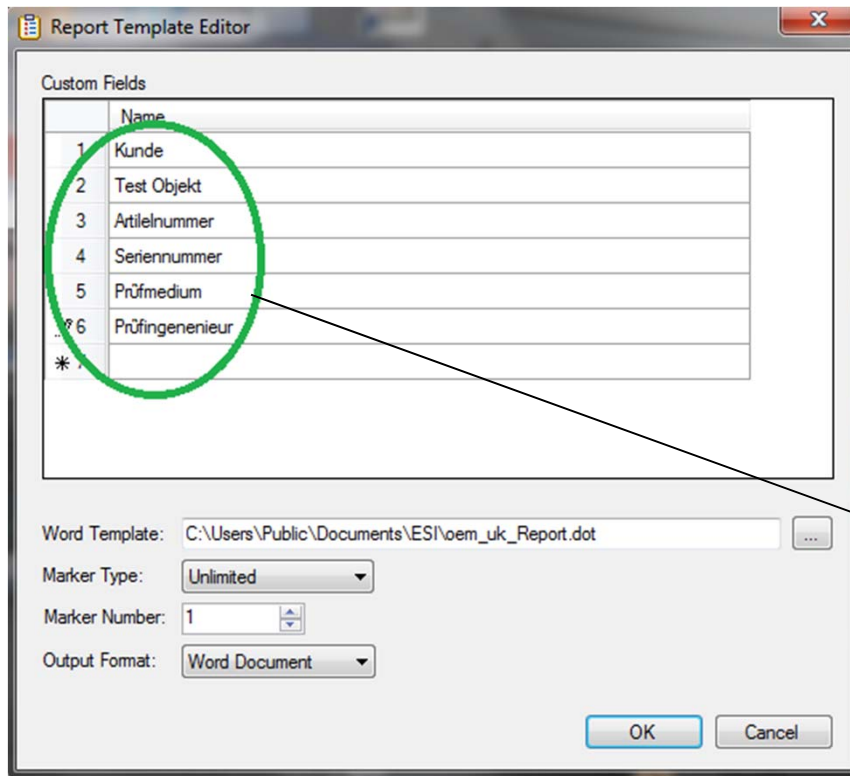 Report Template Editor
Custom Fields
Name
1 Kunde
2 Test Objekt
3 Artilelnummer
4 Seriennummer
5 Prüfmedium
6 Prüfingenenieur
*
Word Template: C:\Users\Public\Documents\ESI\oem_uk_Report.dot ...
Marker Type: Unlimited
Marker Number: 1
Output Format: Word Document
OK Cancel